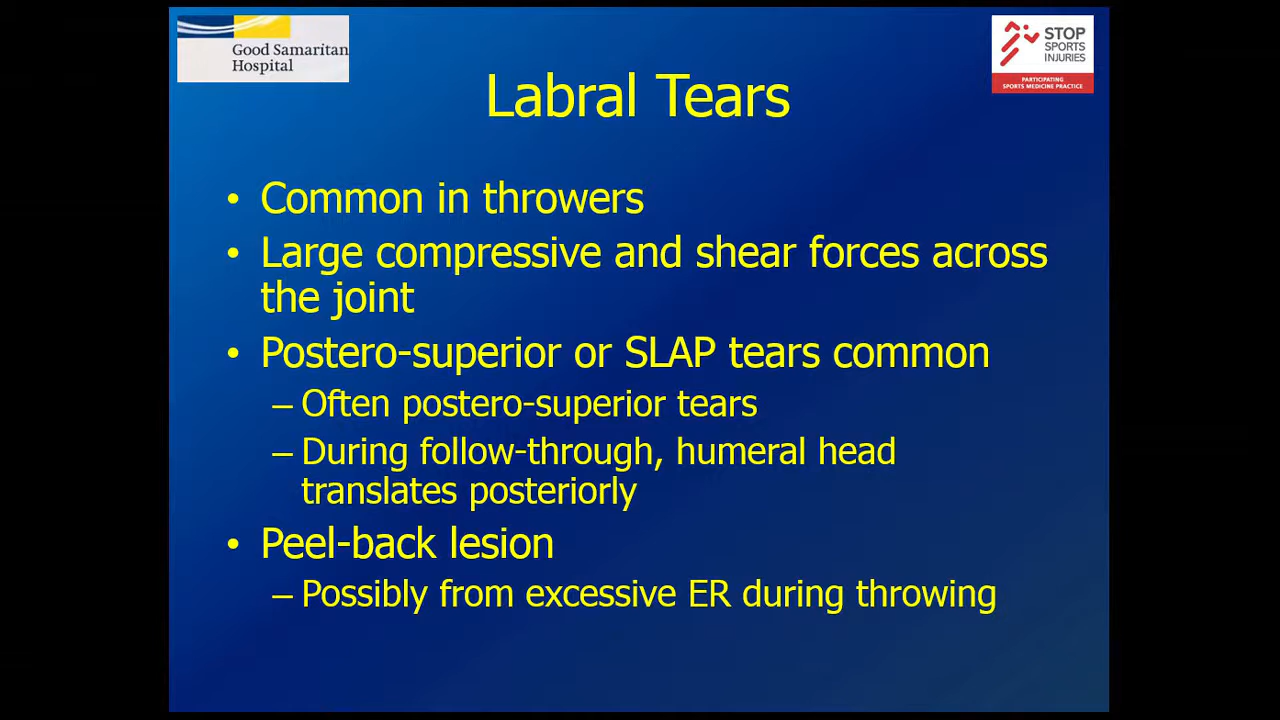 Good Samaritan
Hospital
STOP
SPORTS
INJURIES
PARTICIPATING
SPORTS MEDICINE PRACTICE
Labral Tears
• Common in throwers
• Large compressive and shear forces across
the joint
• Postero-superior or SLAP tears common
– Often postero-superior tears
– During follow-through, humeral head
translates posteriorly
• Peel-back lesion
– Possibly from excessive ER during throwing